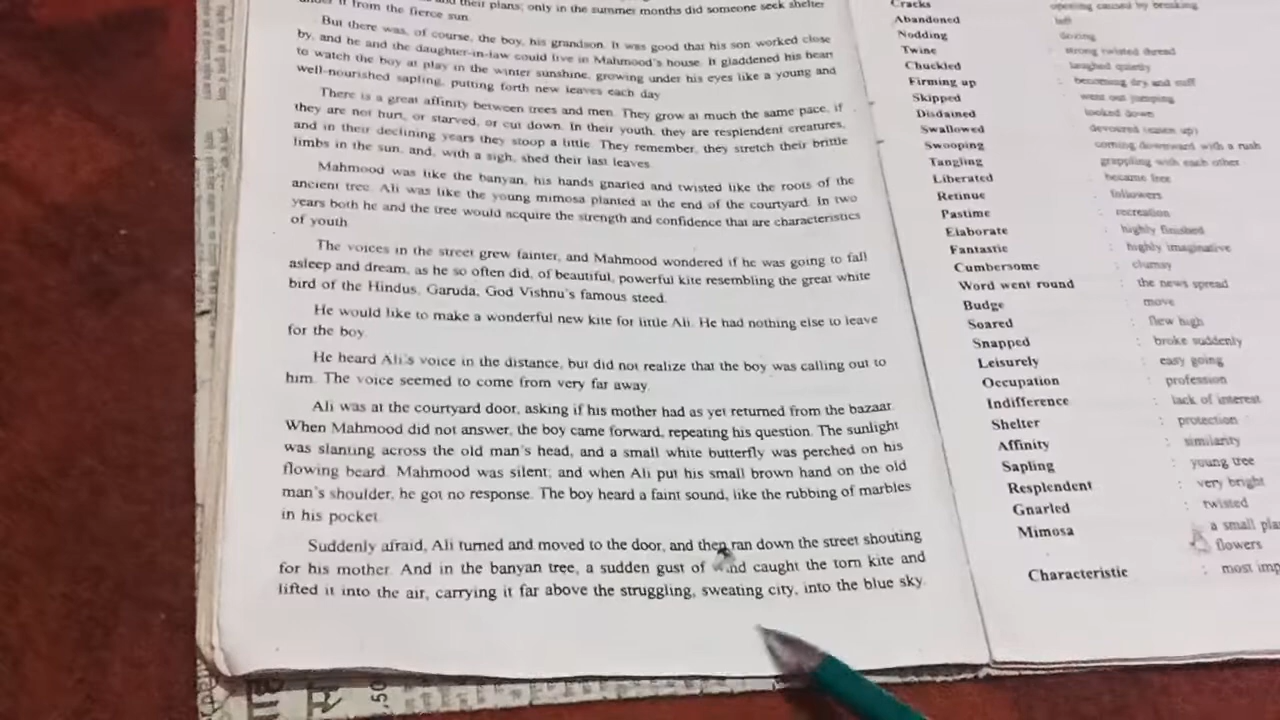 and their plans; only in the summer months did someone seek shelter
under it from the fierce sun.
But there was, of course, the boy, his grandson. It was good that his son worked close
by, and he and the daughter-in-law could live in Mahmood's house. It gladdened his heart
to watch the boy at play in the winter sunshine, growing under his eyes like a young and
well-nourished sapling, putting forth new leaves each day
There is a great affinity between trees and men. They grow at much the same pace, if
they are not hurt, or starved, or cut down. In their youth, they are resplendent creatures,
and in their declining years they stoop a little. They remember, they stretch their brittle
limbs in the sun, and, with a sigh, shed their last leaves.
Mahmood was like the banyan, his hands gnarled and twisted like the roots of the
ancient tree. Ali was like the young mimosa planted at the end of the courtyard. In two
years both he and the tree would acquire the strength and confidence that are characteristics
of youth.
The voices in the street grew fainter, and Mahmood wondered if he was going to fall
asleep and dream, as he so often did, of beautiful, powerful kite resembling the great white
bird of the Hindus, Garuda, God Vishnu's famous steed.
He would like to make a wonderful new kite for little Ali. He had nothing else to leave
for the boy.
He heard Ali's voice in the distance, but did not realize that the boy was calling out to
him. The voice seemed to come from very far away.
Ali was at the courtyard door, asking if his mother had as yet returned from the bazaar.
When Mahmood did not answer, the boy came forward, repeating his question. The sunlight
was slanting across the old man's head, and a small white butterfly was perched on his
flowing beard. Mahmood was silent; and when Ali put his small brown hand on the old
man's shoulder, he got no response. The boy heard a faint sound, like the rubbing of marbles
in his pocket.
Suddenly afraid, Ali turned and moved to the door, and then ran down the street shouting
for his mother. And in the banyan tree, a sudden gust of wind caught the torn kite and
lifted it into the air, carrying it far above the struggling, sweating city, into the blue sky.
Cracks opening caused by breaking
Abandoned left
Nodding dozing
Twine strong twisted thread
Chuckled laughed quietly
Firming up : becoming dry and stiff
Skipped : went out jumping
Disdained : looked down
Swallowed devoured (eaten up)
Swooping : coming downward with a rush
Tangling grappling with each other
Liberated : became free
Retinue : followers
Pastime : recreation
Elaborate : highly finished
Fantastic : highly imaginative
Cumbersome : clumsy
Word went round : the news spread
Budge : move
Soared : flew high
Snapped : broke suddenly
Leisurely : easy going
Occupation : profession
Indifference : lack of interest
Shelter : protection
Affinity : similarity
Sapling : young tree
Resplendent : very bright
Gnarled : twisted
Mimosa : a small
flowers
Characteristic : most
.50